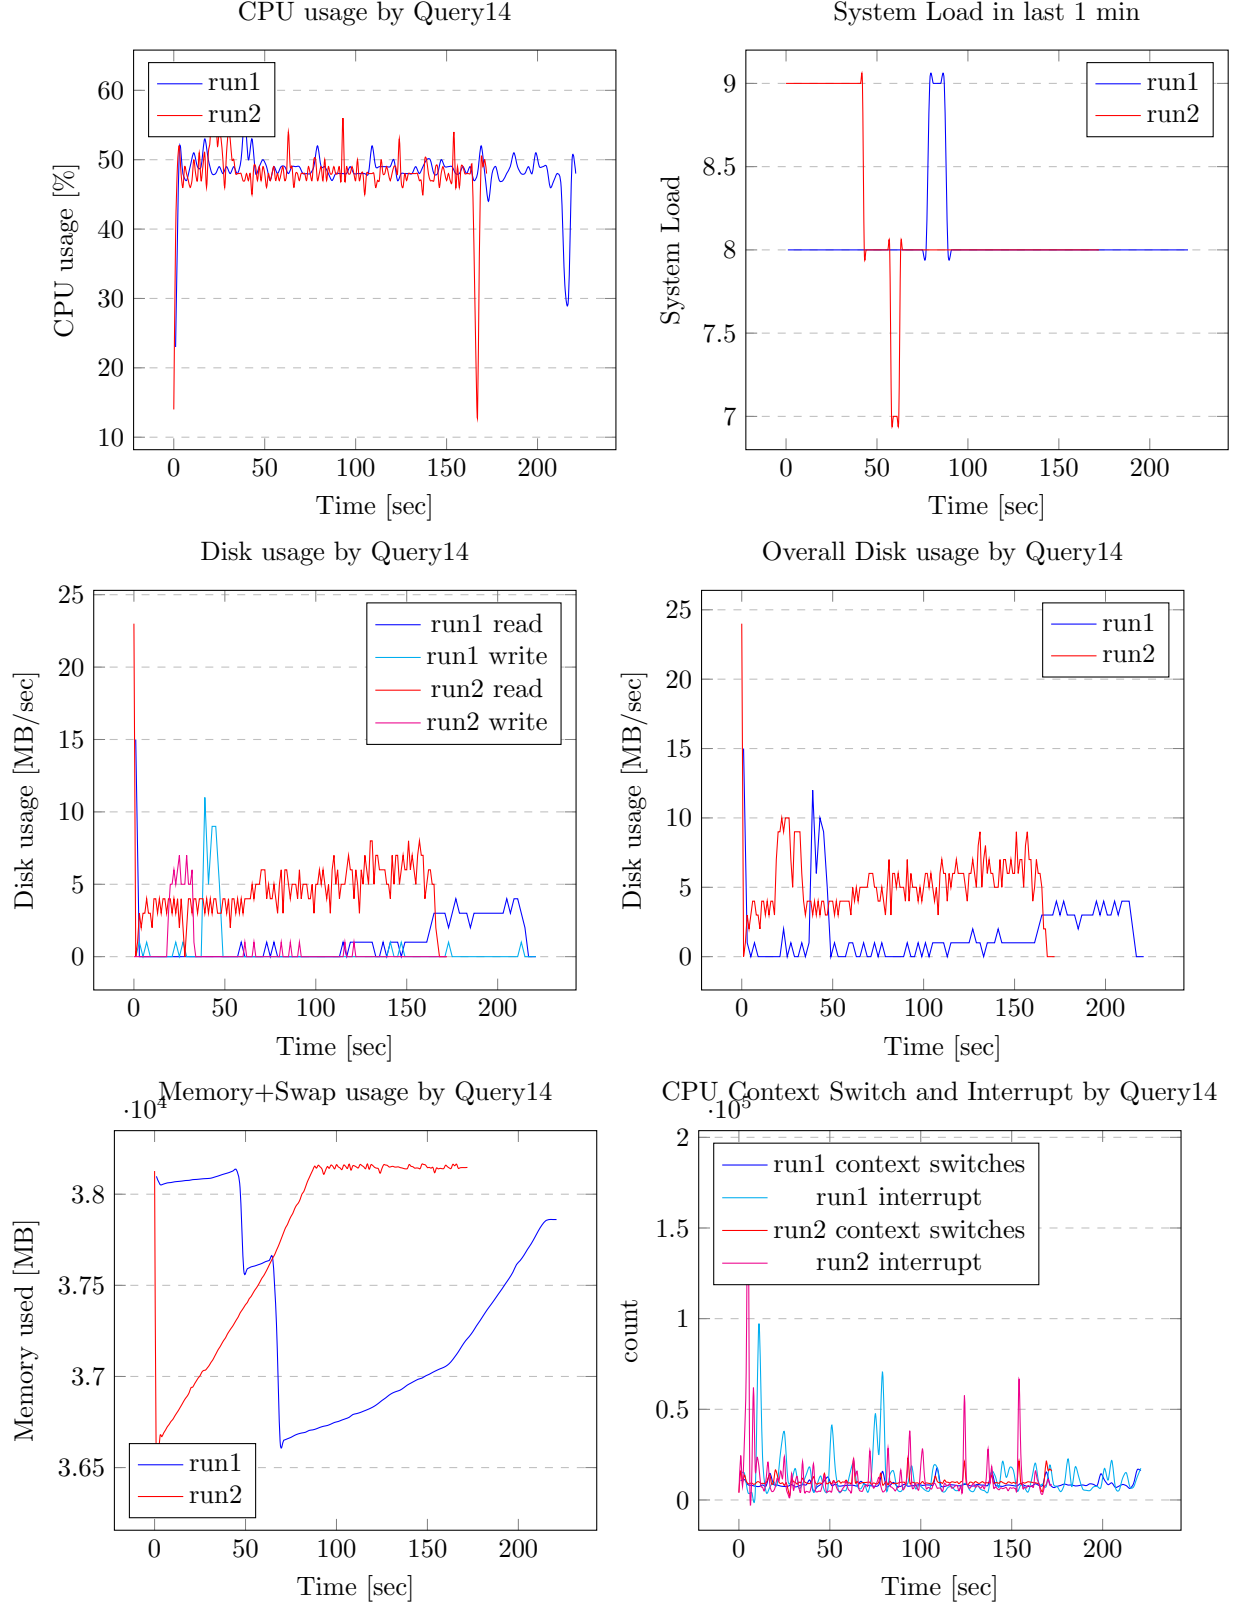 CPU usage by Query14
run1
run2
60
50
40
30
20
10
CPU usage [%]
0 50 100 150 200
Time [sec]
System Load in last 1 min
run1
run2
9
8.5
8
7.5
7
System Load
0 50 100 150 200
Time [sec]
Disk usage by Query14
run1 read
run1 write
run2 read
run2 write
25
20
15
10
5
0
Disk usage [MB/sec]
0 50 100 150 200
Time [sec]
Overall Disk usage by Query14
run1
run2
25
20
15
10
5
0
Disk usage [MB/sec]
0 50 100 150 200
Time [sec]
Memory+Swap usage by Query14
·10^4
3.8
3.75
3.7
3.65
Memory used [MB]
run1
run2
0 50 100 150 200
Time [sec]
CPU Context Switch and Interrupt by Query14
·10^5
run1 context switches
run1 interrupt
run2 context switches
run2 interrupt
2
1.5
1
0.5
0
count
0 50 100 150 200
Time [sec]